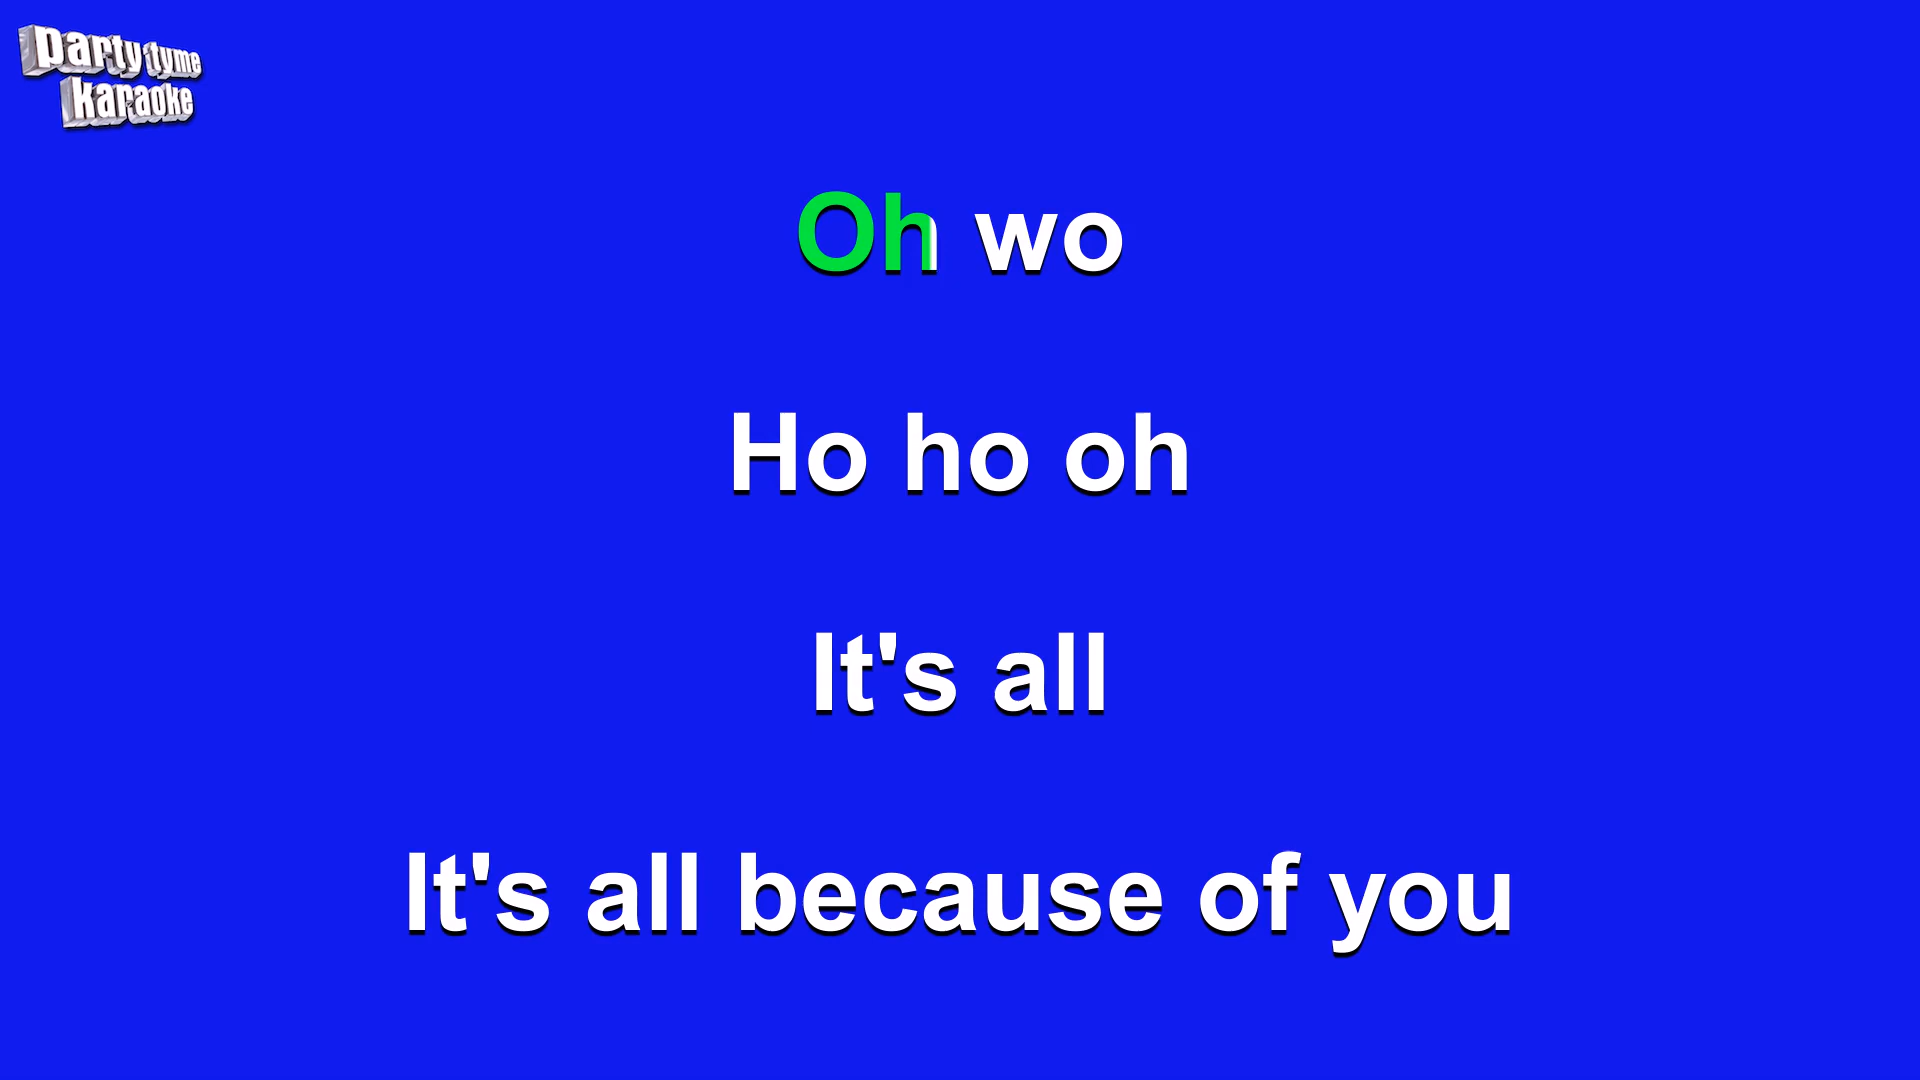 party tyme
karaoke
Oh wo
Ho ho oh
It's all
It's all because of you